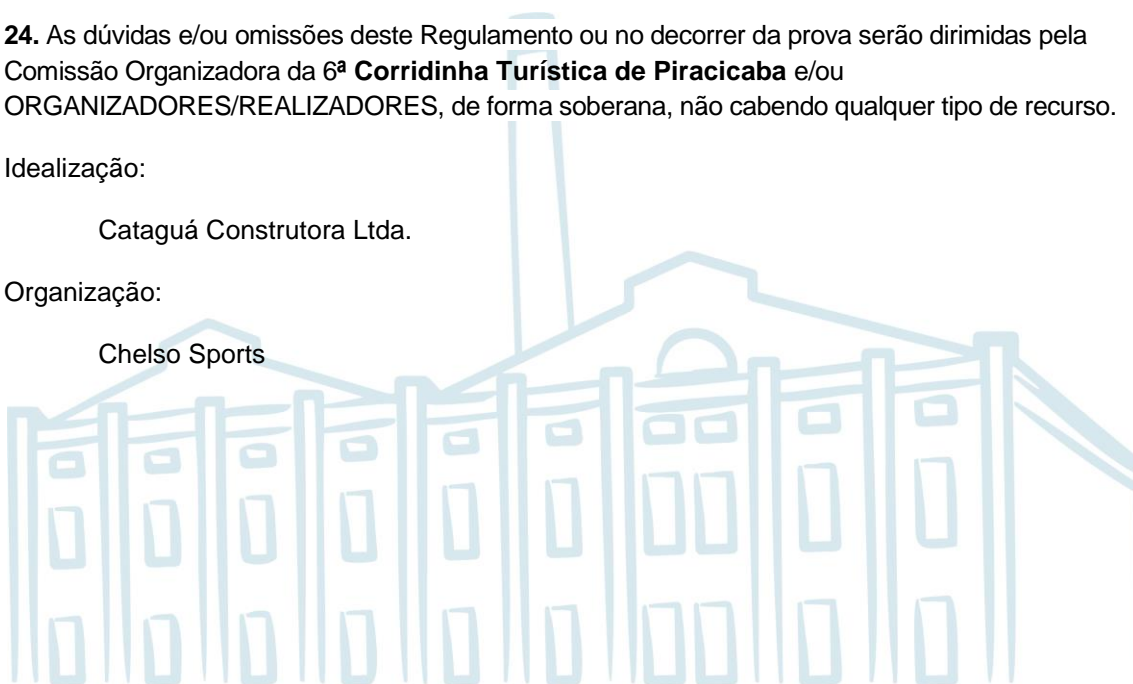 24. As dúvidas e/ou omissões deste Regulamento ou no decorrer da prova serão dirimidas pela
Comissão Organizadora da 6ª Corridinha Turística de Piracicaba e/ou
ORGANIZADORES/REALIZADORES, de forma soberana, não cabendo qualquer tipo de recurso.
Idealização:
Cataguá Construtora Ltda.
Organização:
Chelso Sports